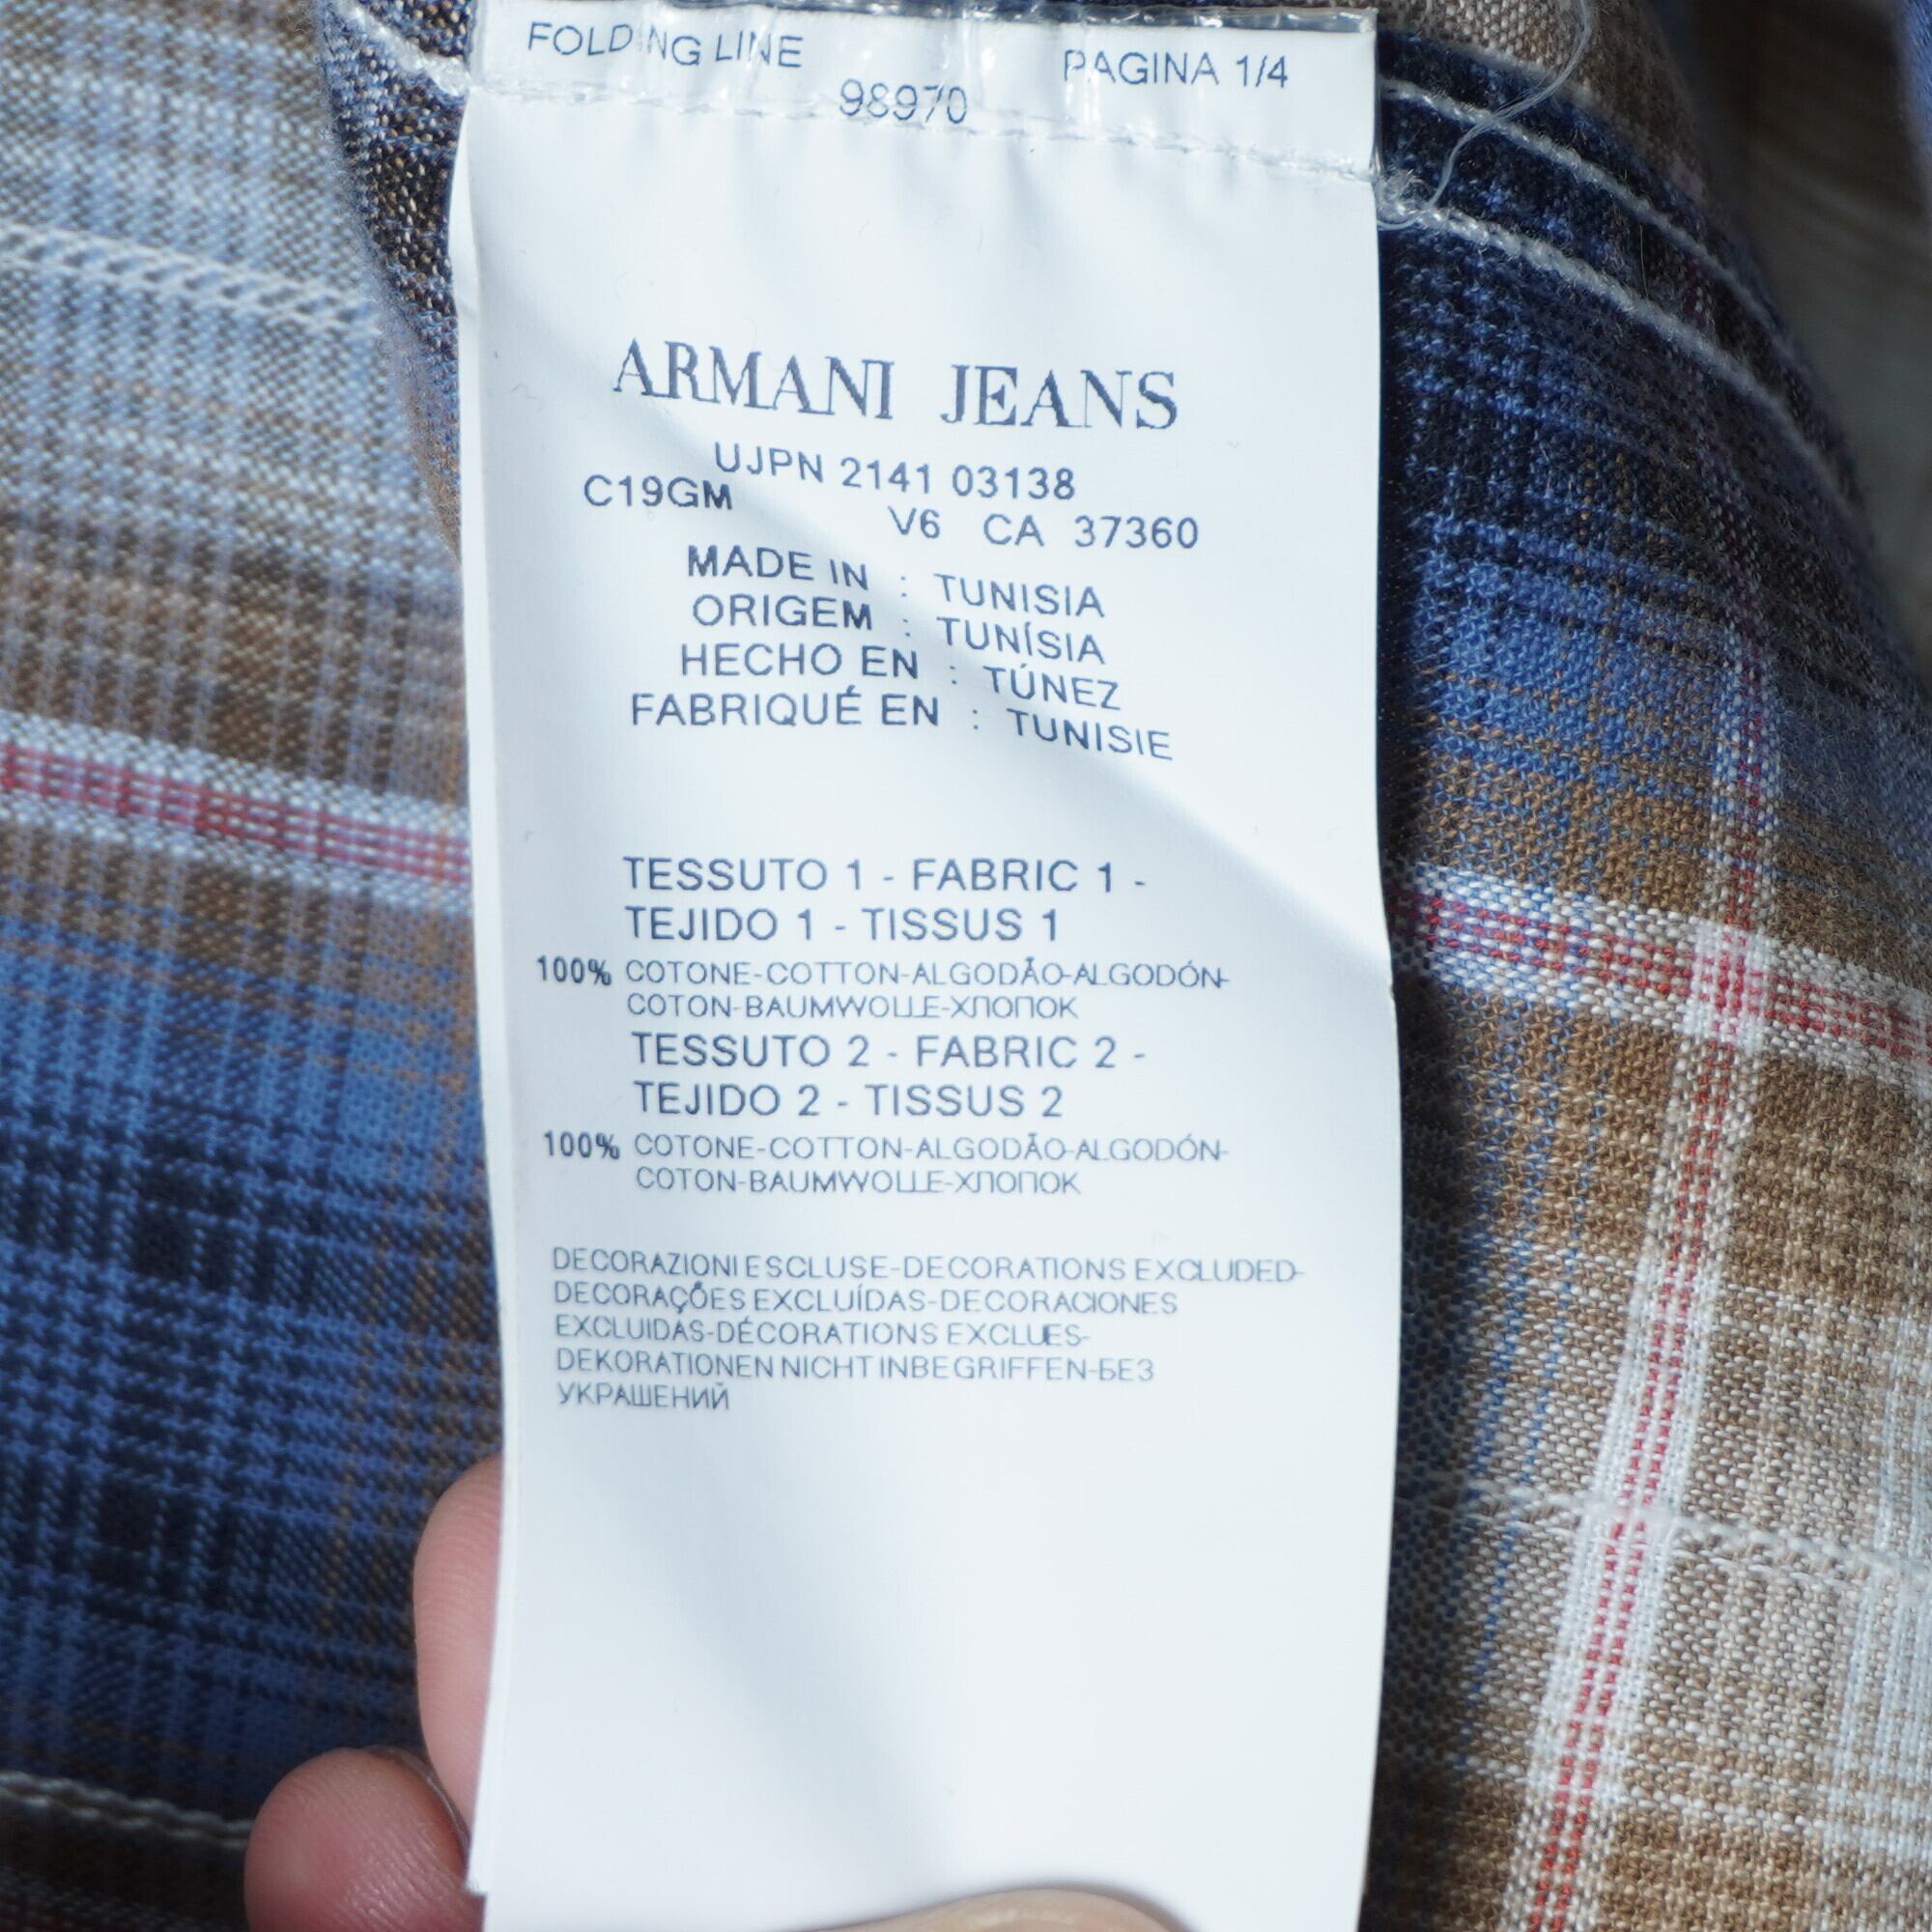 FOLDING LINE PAGINA 1/4
98970
ARMANI JEANS
UJPN 2141 03138
C19GM V6 CA 37360
MADE IN : TUNISIA
ORIGEM : TUNÍSIA
HECHO EN : TÚNEZ
FABRIQUÉ EN : TUNISIE
TESSUTO 1 - FABRIC 1 -
TEJIDO 1 - TISSUS 1
100% COTONE-COTTON-ALGODÃO-ALGODÓN-
COTON-BAUMWOLLE-ХЛОПОК
TESSUTO 2 - FABRIC 2 -
TEJIDO 2 - TISSUS 2
100% COTONE-COTTON-ALGODÃO-ALGODÓN-
COTON-BAUMWOLLE-ХЛОПОК
DECORAZIONI ESCLUSE-DECORATIONS EXCLUDED-
DECORAÇÕES EXCLUÍDAS-DECORACIONES
EXCLUIDAS-DÉCORATIONS EXCLUES-
DEKORATIONEN NICHT INBEGRIFFEN-БЕЗ
УКРАШЕНИЙ